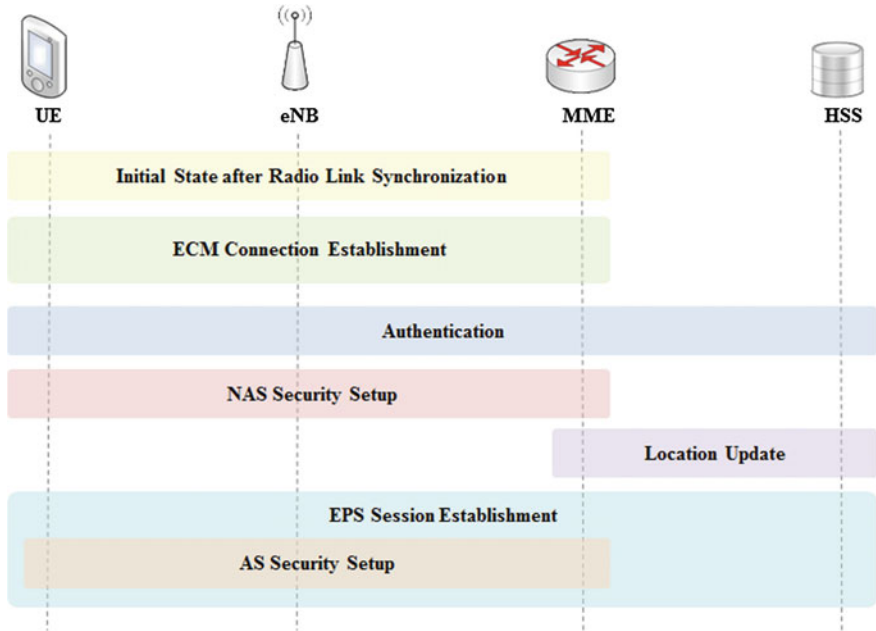 UE
eNB
MME
HSS
Initial State after Radio Link Synchronization
ECM Connection Establishment
Authentication
NAS Security Setup
Location Update
EPS Session Establishment
AS Security Setup